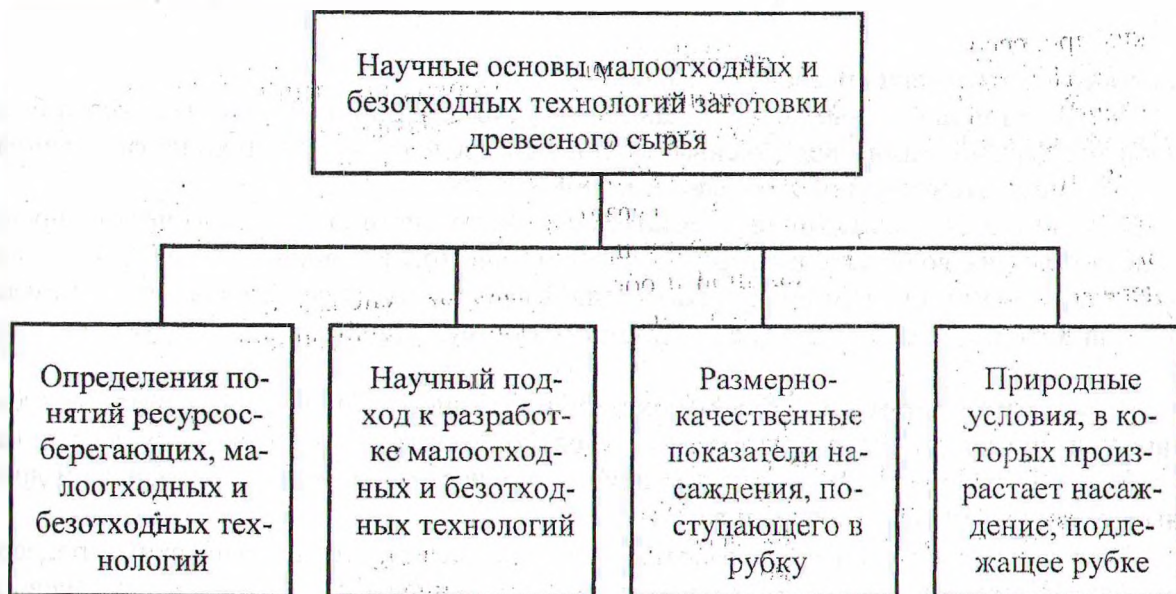 Научные основы малоотходных и
безотходных технологий заготовки
древесного сырья
Определения по-
нятий ресурсос-
берегающих, ма-
лоотходных и
безотходных тех-
нологий
Научный под-
ход к разработ-
ке малоотход-
ных и безотход-
ных технологий
Размерно-
качественные
показатели на-
саждения, по-
ступающего в
рубку
Природные
условия, в ко-
торых произ-
растает насаж-
дение, подле-
жащее рубке